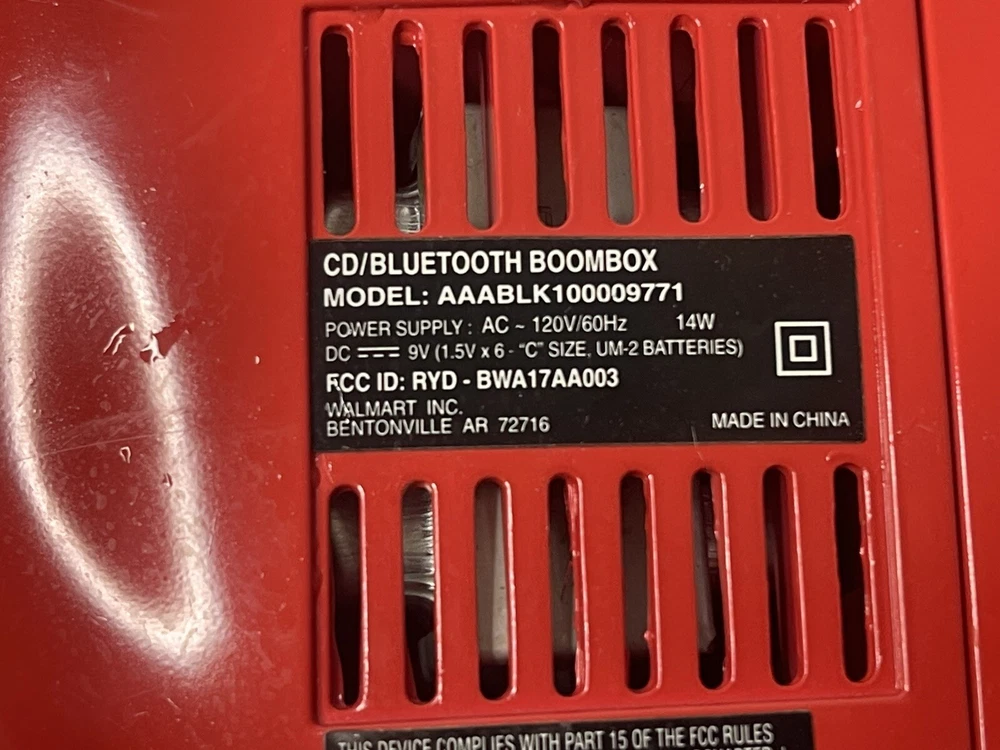 CD/BLUETOOTH BOOMBOX
MODEL: AAABLK100009771
POWER SUPPLY : AC ~ 120V/60Hz 14W
DC ⎓ 9V (1.5V x 6 - "C" SIZE, UM-2 BATTERIES)
FCC ID: RYD - BWA17AA003
WALMART INC.
BENTONVILLE AR 72716 MADE IN CHINA
THIS DEVICE COMPLIES WITH PART 15 OF THE FCC RULES